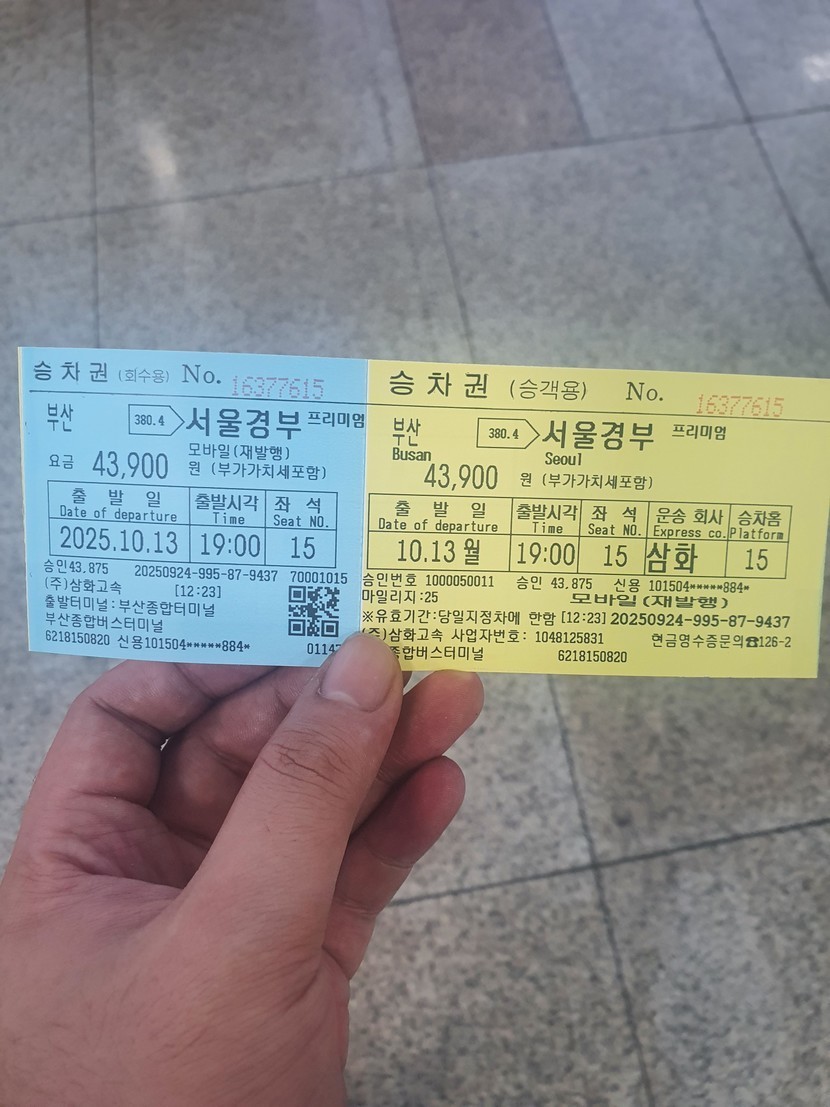 승 차 권 (회수용) No. 16377615
부산 380.4 서울경부 프리미엄
모바일(재발행)
요금 43,900 원 (부가가치세포함)
출 발 일 출발시각 좌 석
Date of departure Time Seat NO.
2025.10.13 19:00 15
승인43.875 20250924-995-87-9437 70001015
(주)삼화고속 [12:23]
출발터미널:부산종합터미널
부산종합버스터미널
6218150820 신용101504*****884*
승 차 권 (승객용) No. 16377615
부산 380.4 서울경부 프리미엄
Busan Seoul
43,900 원 (부가가치세포함)
출 발 일 출발시각 좌 석 운송 회사 승차홈
Date of departure Time Seat NO. Express co. Platform
10.13 월 19:00 15 삼화 15
승인번호 1000050011 승인 43.875 신용 101504*****884*
마일리지:25 모바일(재발행)
※유효기간:당일지정차에 한함 [12:23] 20250924-995-87-9437
(주)삼화고속 사업자번호: 1048125831 현금영수증문의☎126-2
종합버스터미널 6218150820